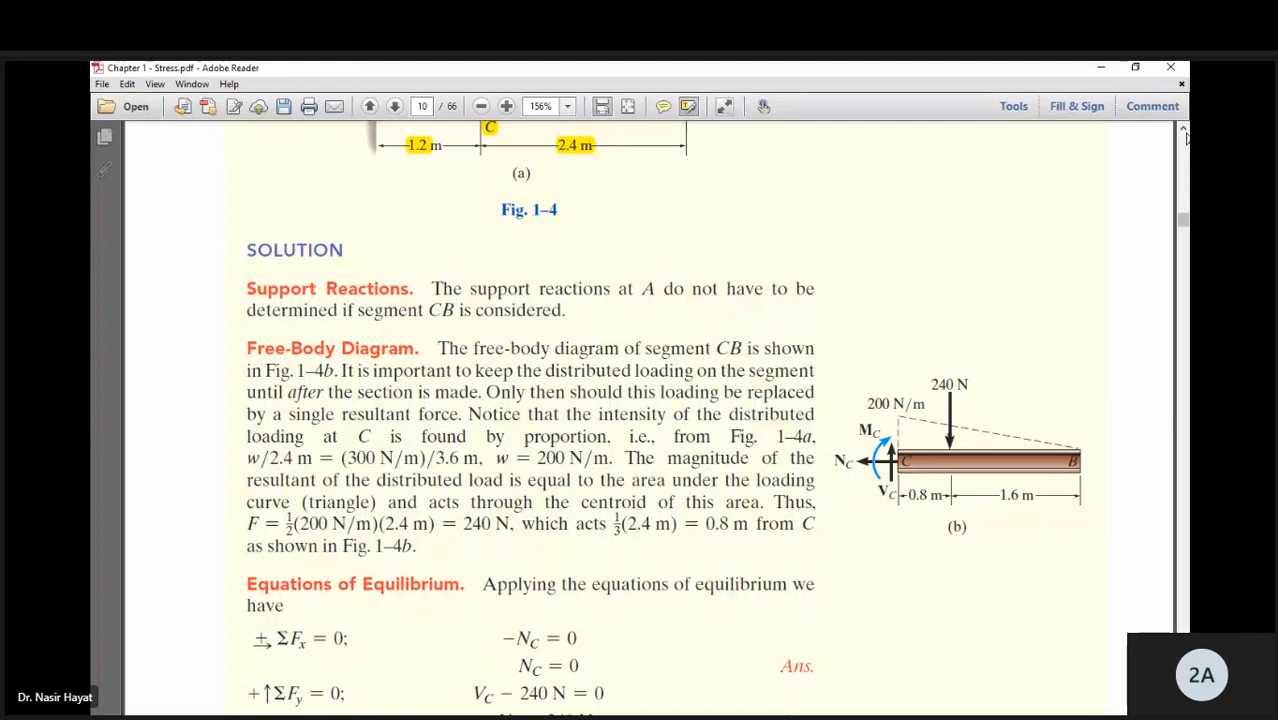 Chapter 1 - Stress.pdf - Adobe Reader
File Edit View Window Help
Open 10 / 66 156% Tools Fill & Sign Comment
C
1.2 m 2.4 m
(a)
Fig. 1–4
SOLUTION
Support Reactions. The support reactions at A do not have to be
determined if segment CB is considered.
Free-Body Diagram. The free-body diagram of segment CB is shown
in Fig. 1–4b. It is important to keep the distributed loading on the segment
until after the section is made. Only then should this loading be replaced
by a single resultant force. Notice that the intensity of the distributed
loading at C is found by proportion, i.e., from Fig. 1–4a,
w/2.4 m = (300 N/m)/3.6 m, w = 200 N/m. The magnitude of the
resultant of the distributed load is equal to the area under the loading
curve (triangle) and acts through the centroid of this area. Thus,
F = ½(200 N/m)(2.4 m) = 240 N, which acts ⅓(2.4 m) = 0.8 m from C
as shown in Fig. 1–4b.
240 N
200 N/m
M_C
N_C C B
V_C 0.8 m 1.6 m
(b)
Equations of Equilibrium. Applying the equations of equilibrium we
have
+→ ΣF_x = 0; −N_C = 0
N_C = 0 Ans.
+↑ΣF_y = 0; V_C − 240 N = 0
Dr. Nasir Hayat
2A